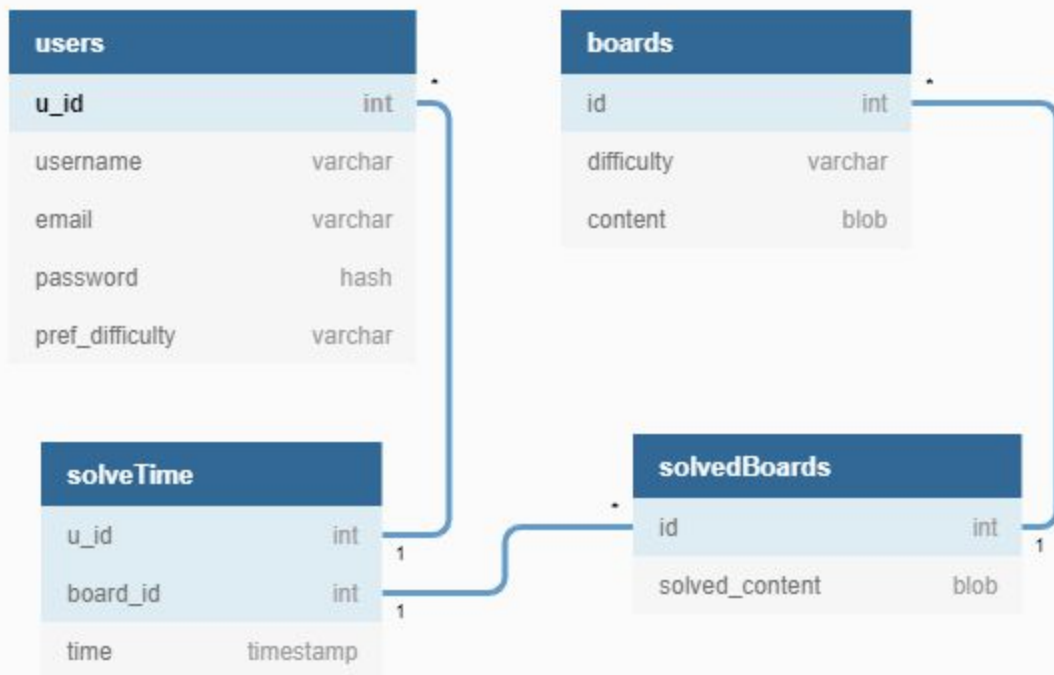 users
u_id int
username varchar
email varchar
password hash
pref_difficulty varchar
boards
id int
difficulty varchar
content blob
solveTime
u_id int
board_id int
time timestamp
solvedBoards
id int
solved_content blob
*
1
*
1
*
1